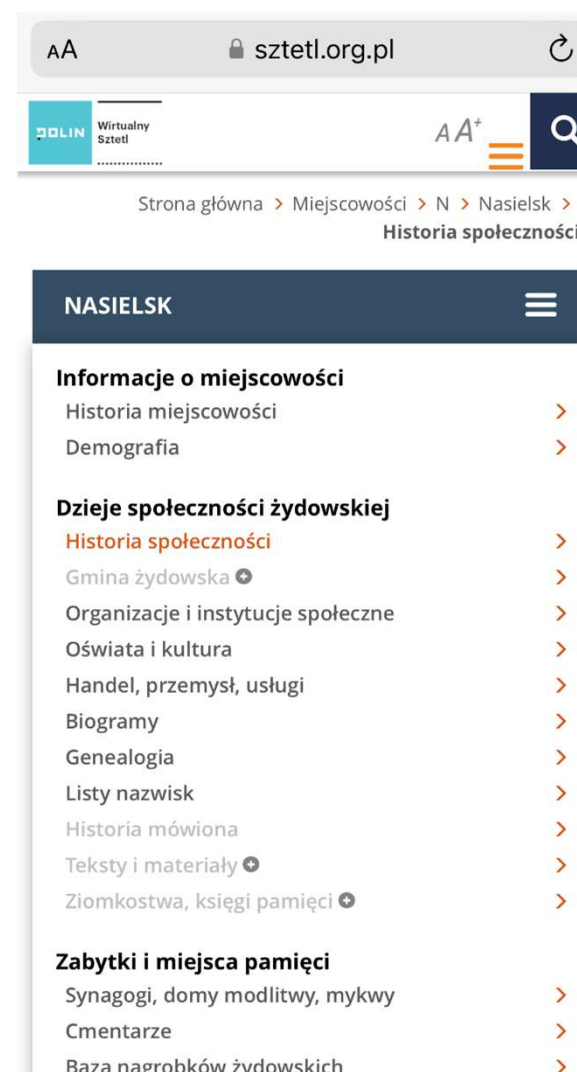 AA sztetl.org.pl
POLIN Wirtualny Sztetl A A+
Strona główna > Miejscowości > N > Nasielsk >
Historia społeczności
NASIELSK
Informacje o miejscowości
Historia miejscowości
Demografia
Dzieje społeczności żydowskiej
Historia społeczności
Gmina żydowska
Organizacje i instytucje społeczne
Oświata i kultura
Handel, przemysł, usługi
Biogramy
Genealogia
Listy nazwisk
Historia mówiona
Teksty i materiały
Ziomkostwa, księgi pamięci
Zabytki i miejsca pamięci
Synagogi, domy modlitwy, mykwy
Cmentarze
Baza nagrobków żydowskich